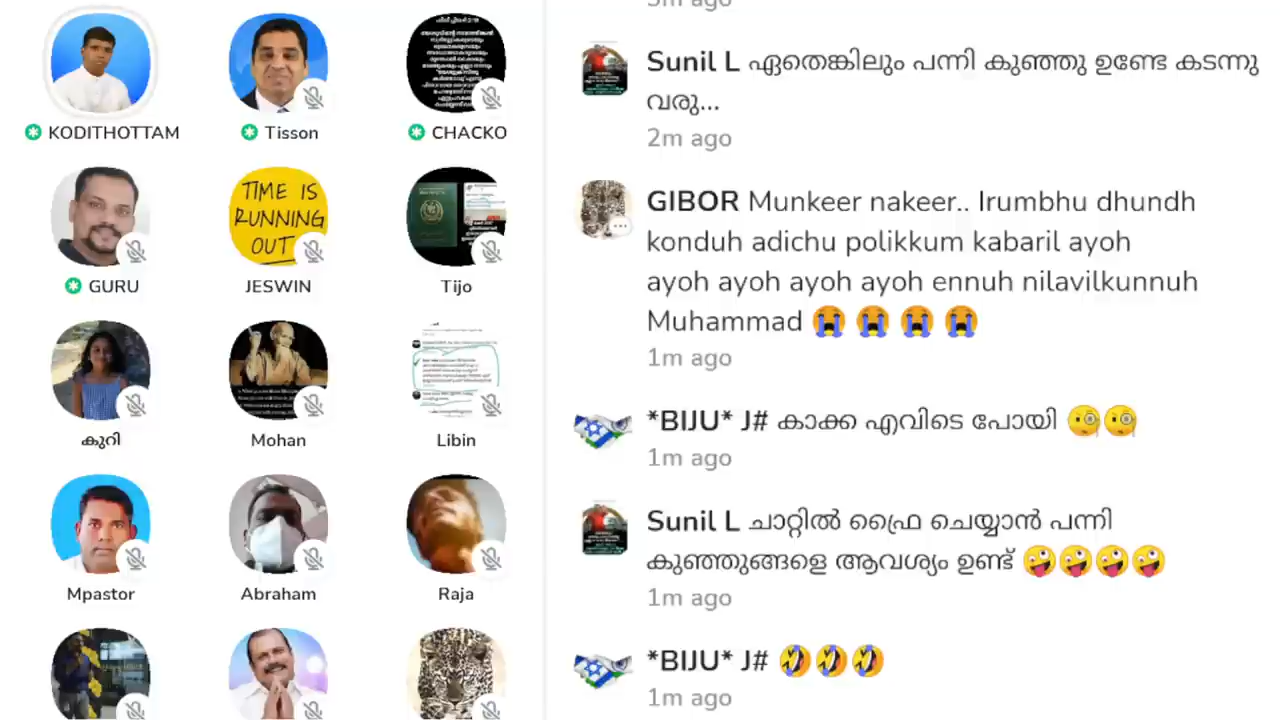 KODITHOTTAM
Tisson
CHACKO
TIME IS
RUNNING
OUT
GURU
JESWIN
Tijo
കുറി
Mohan
Libin
Mpastor
Abraham
Raja
Sunil L ഏതെങ്കിലും പന്നി കുഞ്ഞു ഉണ്ടേ കടന്നു
വരൂ...
2m ago
GIBOR Munkeer nakeer.. Irumbhu dhundh
konduh adichu polikkum kabaril ayoh
ayoh ayoh ayoh ayoh ennuh nilavilkunnuh
Muhammad 😭 😭 😭 😭
1m ago
*BIJU* J# കാക്ക എവിടെ പോയി 🧐🧐
1m ago
Sunil L ചാറ്റിൽ ഫ്രൈ ചെയ്യാൻ പന്നി
കുഞ്ഞുങ്ങളെ ആവശ്യം ഉണ്ട് 🤪🤪🤪🤪
1m ago
*BIJU* J# 🤣🤣🤣
1m ago